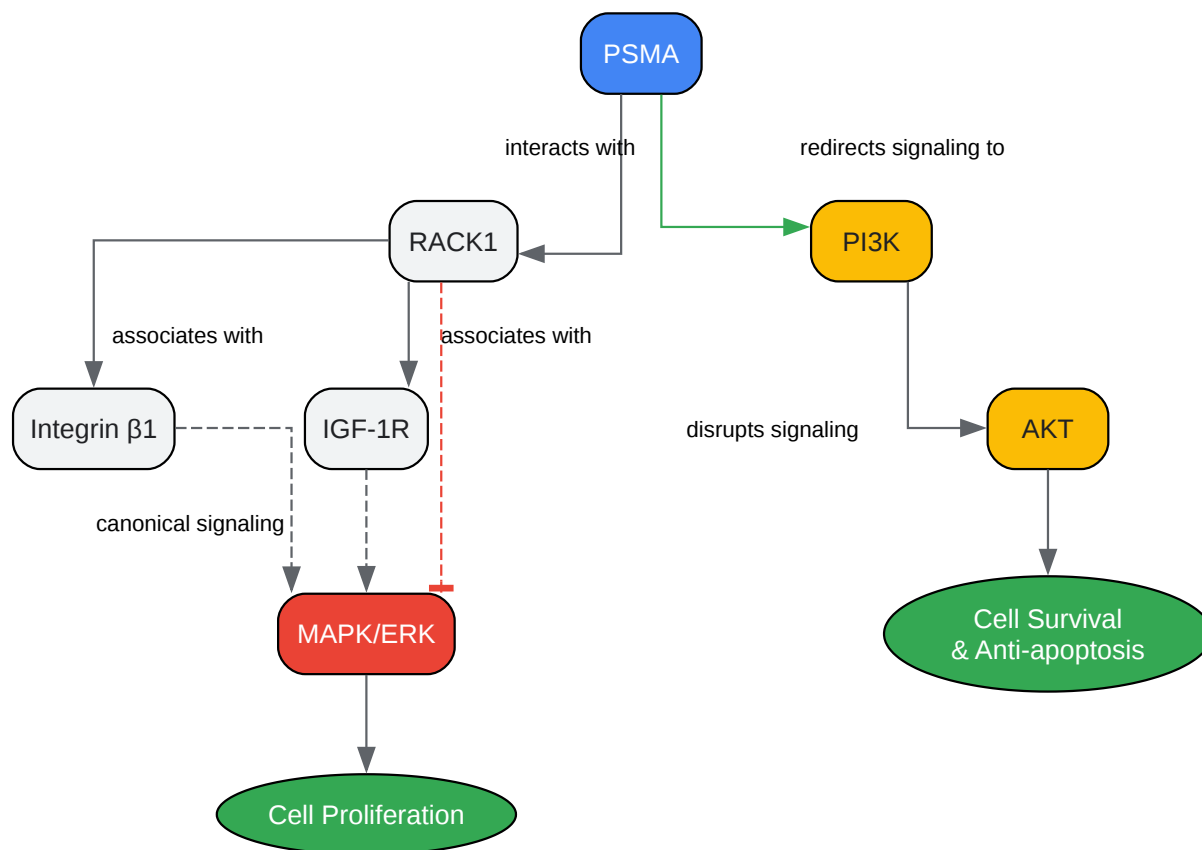 PSMA
interacts with
redirects signaling to
RACK1
PI3K
associates with
associates with
Integrin β1
IGF-1R
disrupts signaling
AKT
canonical signaling
MAPK/ERK
Cell Survival
& Anti-apoptosis
Cell Proliferation